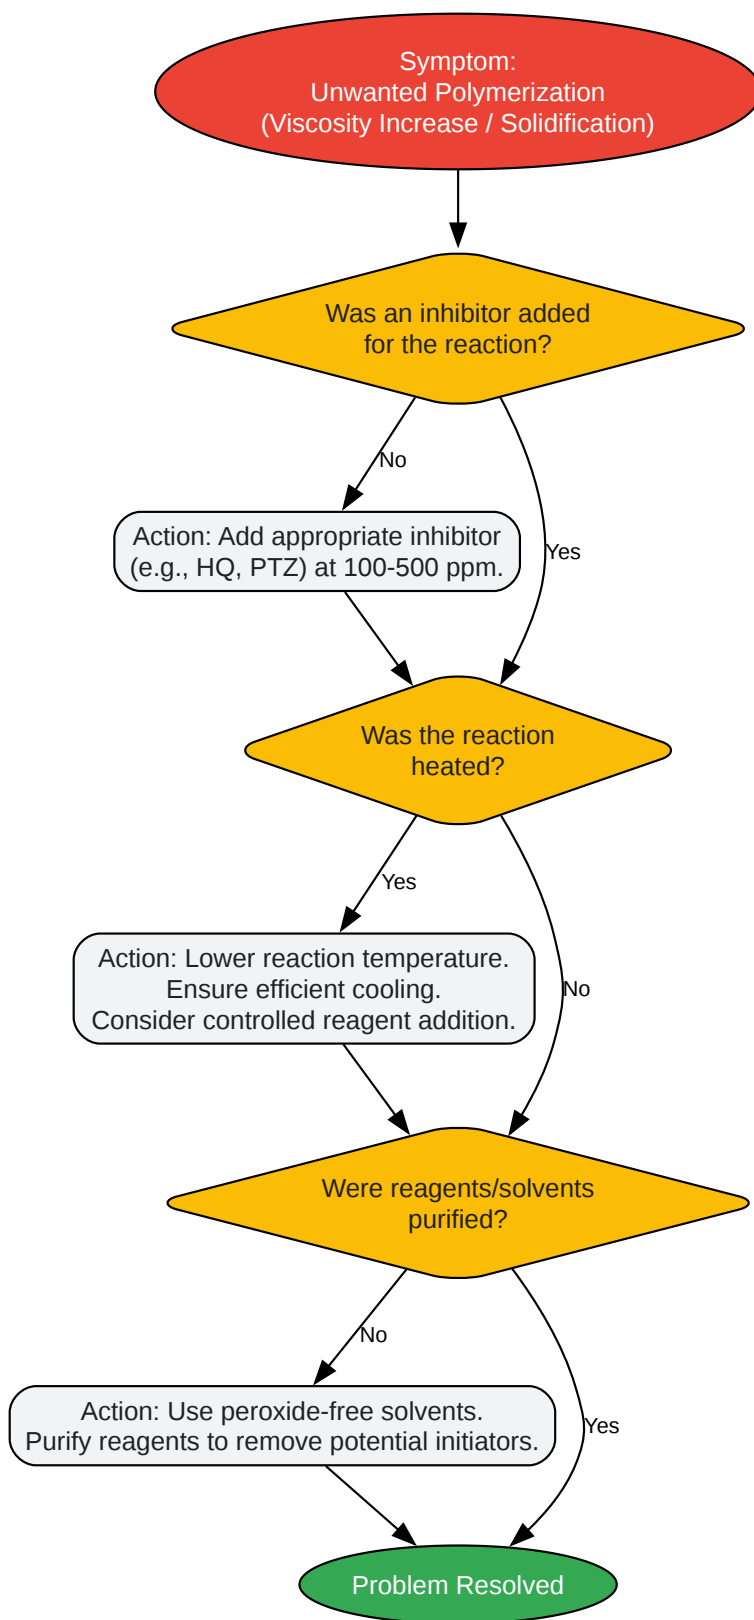 Symptom:
Unwanted Polymerization
(Viscosity Increase / Solidification)
Was an inhibitor added
for the reaction?
No
Action: Add appropriate inhibitor
(e.g., HQ, PTZ) at 100-500 ppm.
Yes
Was the reaction
heated?
Yes
Action: Lower reaction temperature.
Ensure efficient cooling.
Consider controlled reagent addition.
No
Were reagents/solvents
purified?
No
Action: Use peroxide-free solvents.
Purify reagents to remove potential initiators.
Yes
Problem Resolved